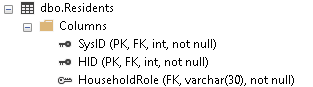 dbo.Residents
Columns
SysID (PK, FK, int, not null)
HID (PK, FK, int, not null)
HouseholdRole (FK, varchar(30), not null)